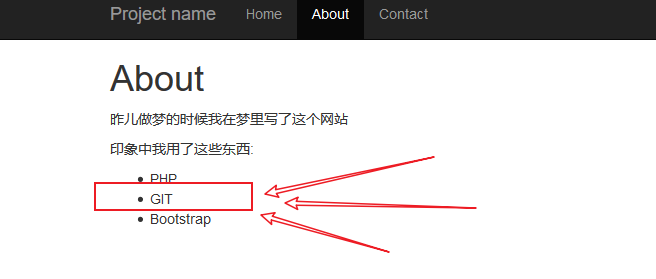 Project name Home About Contact
About
昨儿做梦的时候我在梦里写了这个网站
印象中我用了这些东西:
PHP
GIT
Bootstrap